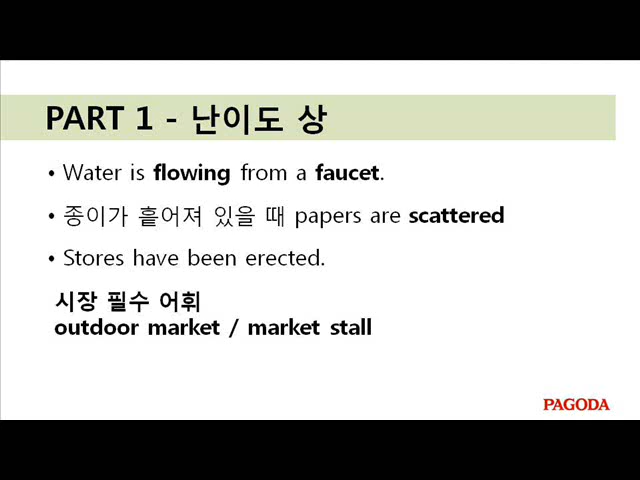 PART 1 - 난이도 상
• Water is flowing from a faucet.
• 종이가 흩어져 있을 때 papers are scattered
• Stores have been erected.
시장 필수 어휘
outdoor market / market stall
PAGODA